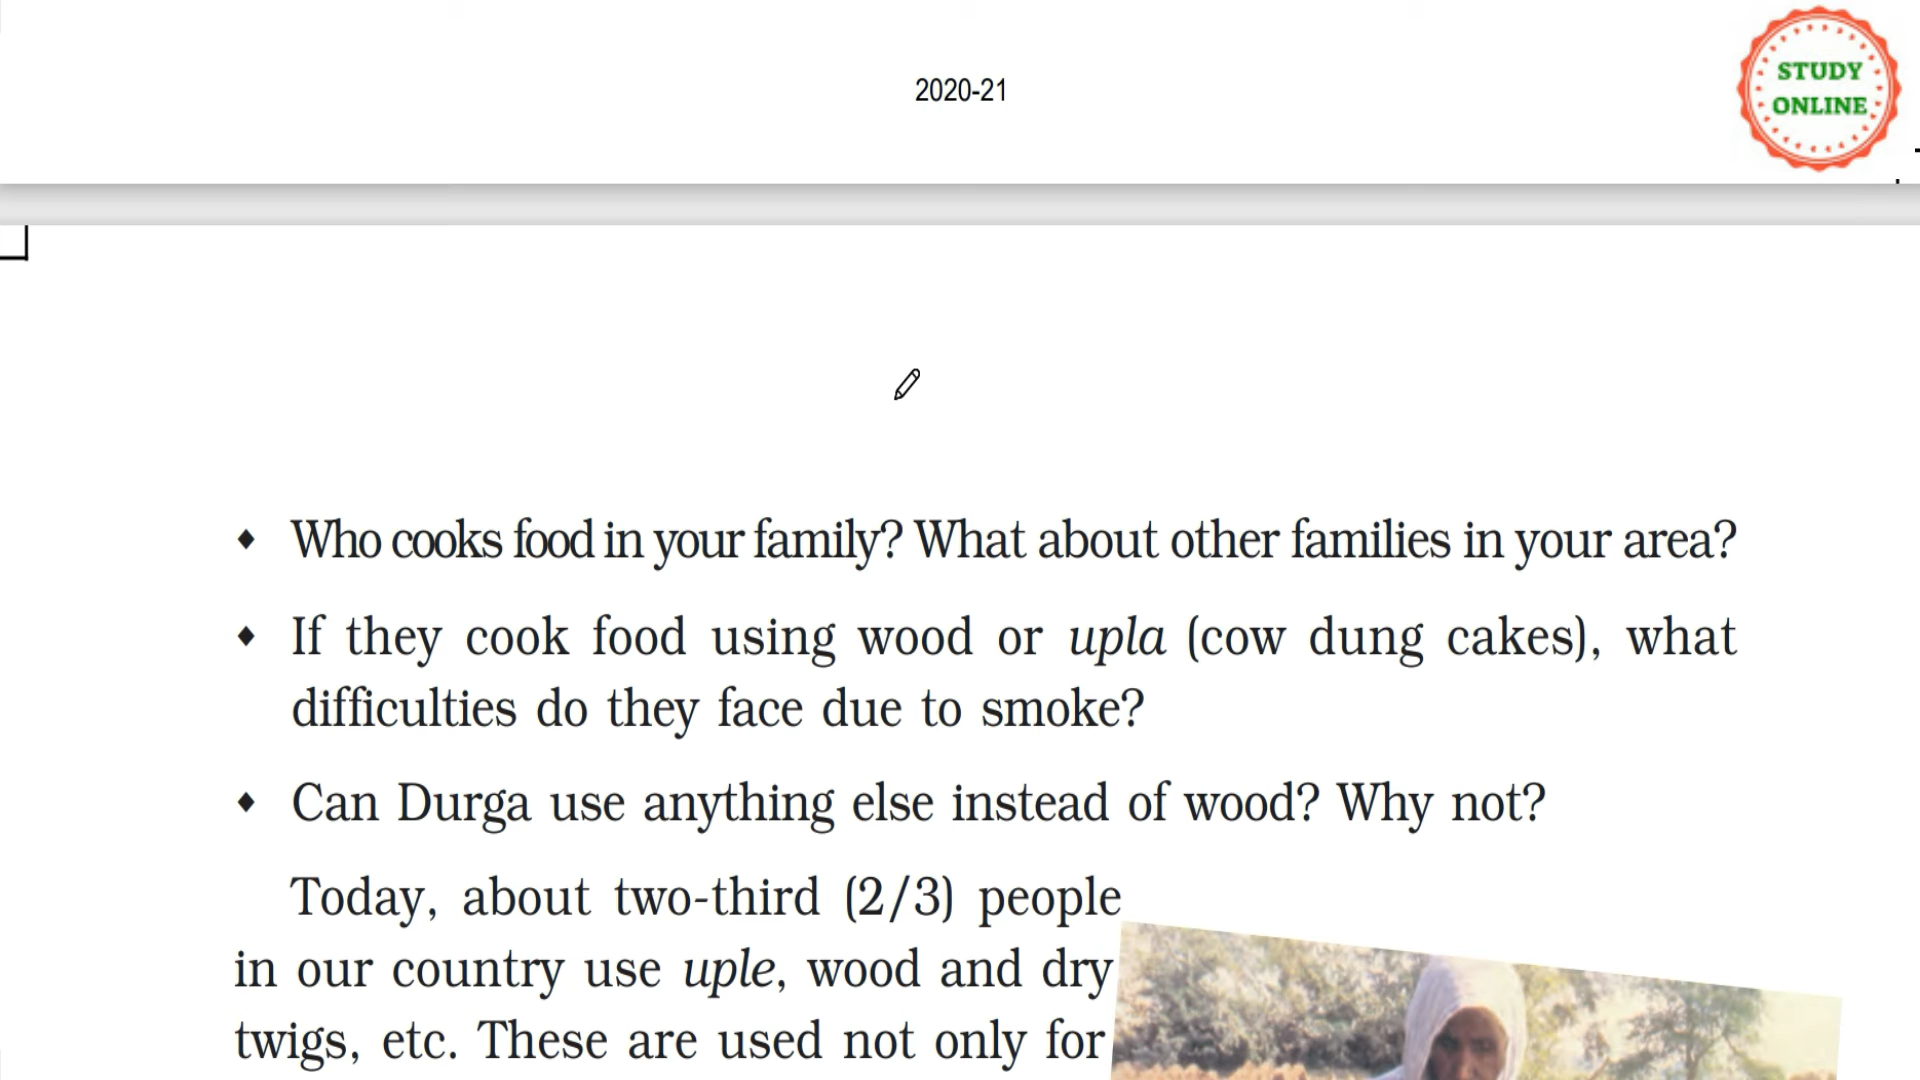 2020-21
STUDY
ONLINE
♦ Who cooks food in your family? What about other families in your area?
♦ If they cook food using wood or upla (cow dung cakes), what
difficulties do they face due to smoke?
♦ Can Durga use anything else instead of wood? Why not?
Today, about two-third (2/3) people
in our country use uple, wood and dry
twigs, etc. These are used not only for